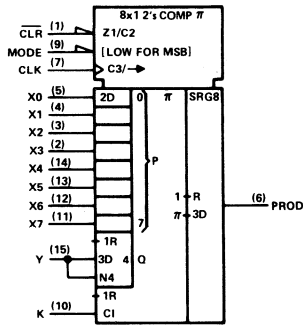 8x1 2's COMP π
CLR (1) Z1/C2
MODE (9) [LOW FOR MSB]
CLK (7) C3/→
X0 (5) 2D 0 π SRG8
X1 (4)
X2 (3)
X3 (2)
X4 (14)
X5 (13)
X6 (12)
X7 (11) 7
P
1 R
π 3D
(6) PROD
1R
Y (15) 3D 4 Q
N4
1R
K (10) CI